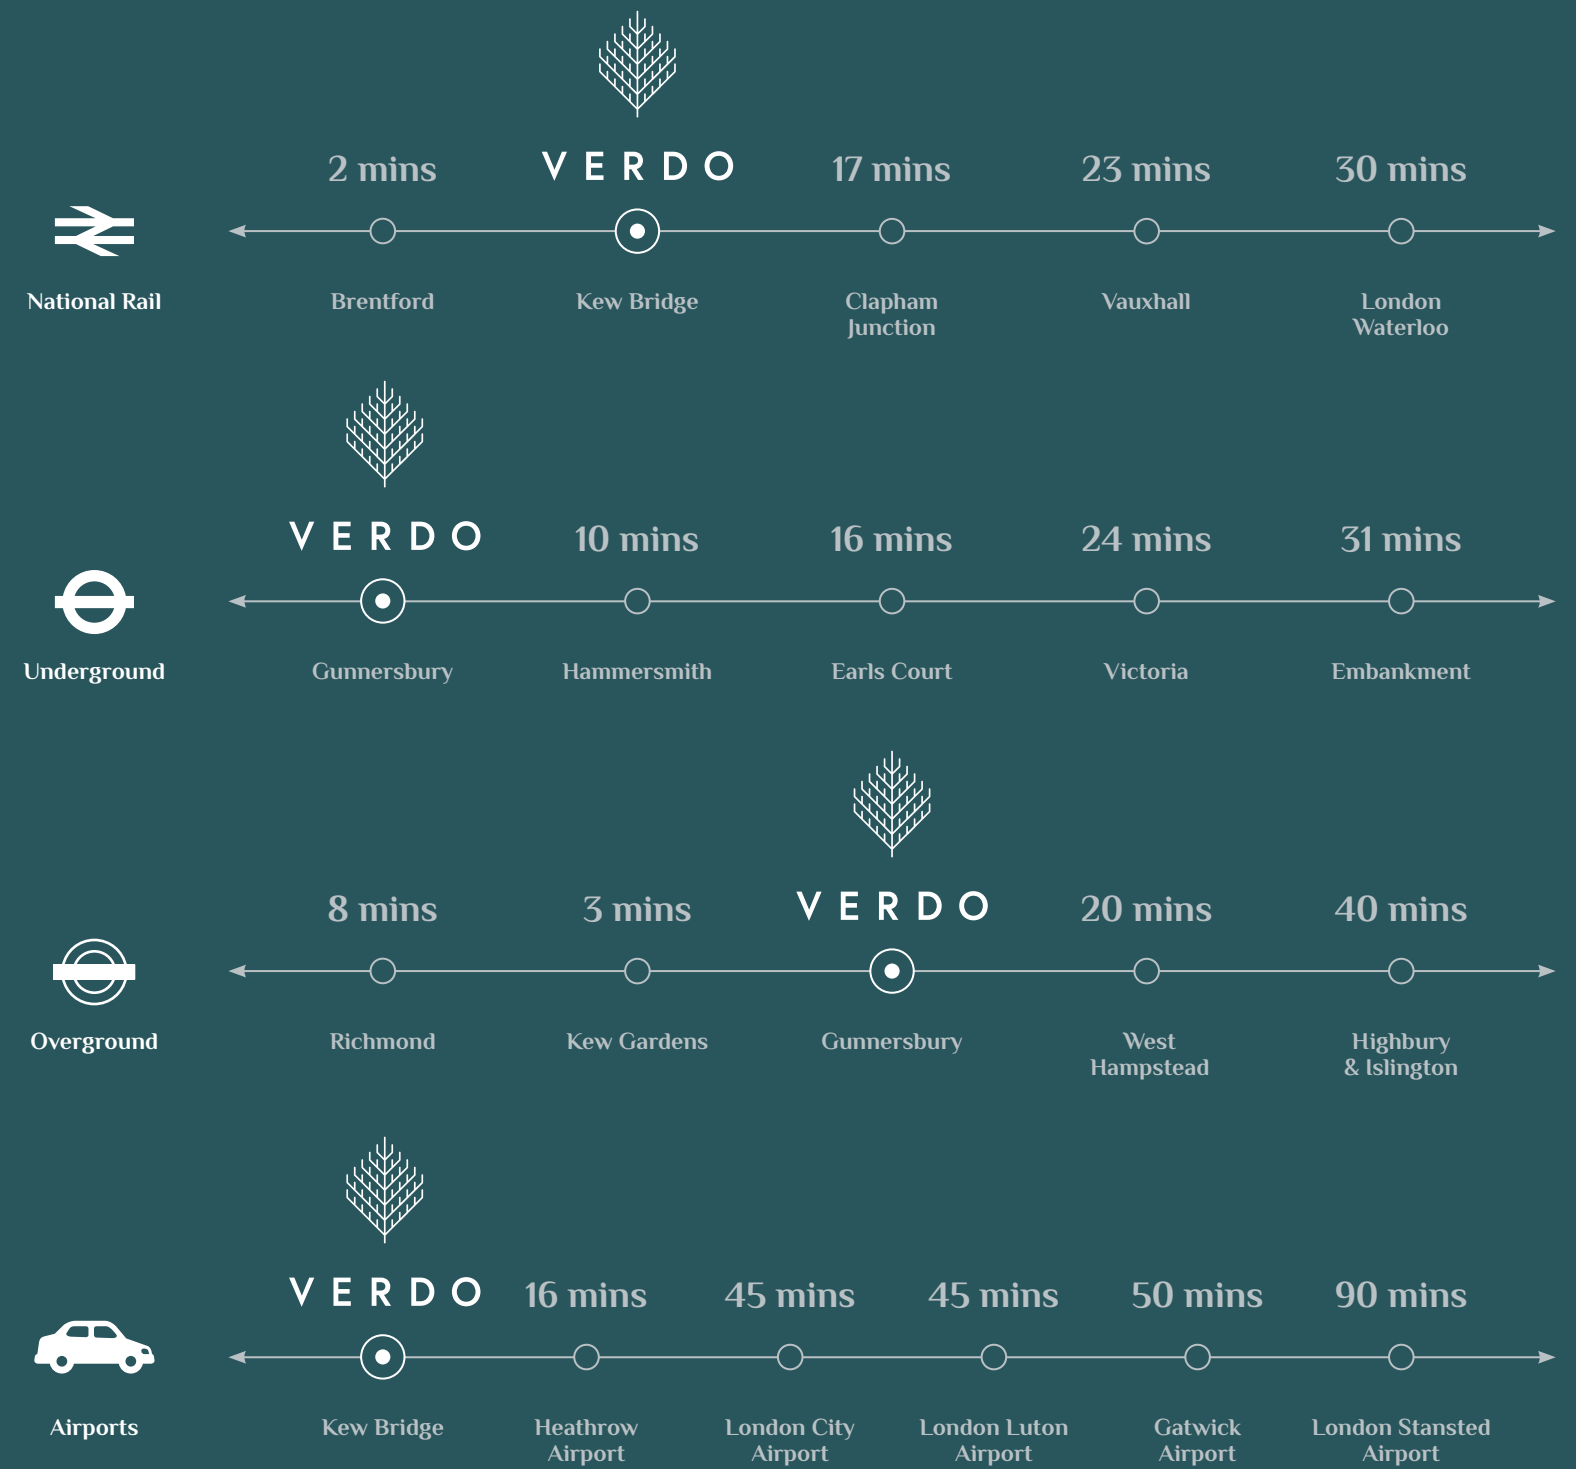 2 mins
VERDO
17 mins
23 mins
30 mins
National Rail
Brentford
Kew Bridge
Clapham
Junction
Vauxhall
London
Waterloo
VERDO
10 mins
16 mins
24 mins
31 mins
Underground
Gunnersbury
Hammersmith
Earls Court
Victoria
Embankment
8 mins
3 mins
VERDO
20 mins
40 mins
Overground
Richmond
Kew Gardens
Gunnersbury
West
Hampstead
Highbury
& Islington
VERDO
16 mins
45 mins
45 mins
50 mins
90 mins
Airports
Kew Bridge
Heathrow
Airport
London City
Airport
London Luton
Airport
Gatwick
Airport
London Stansted
Airport